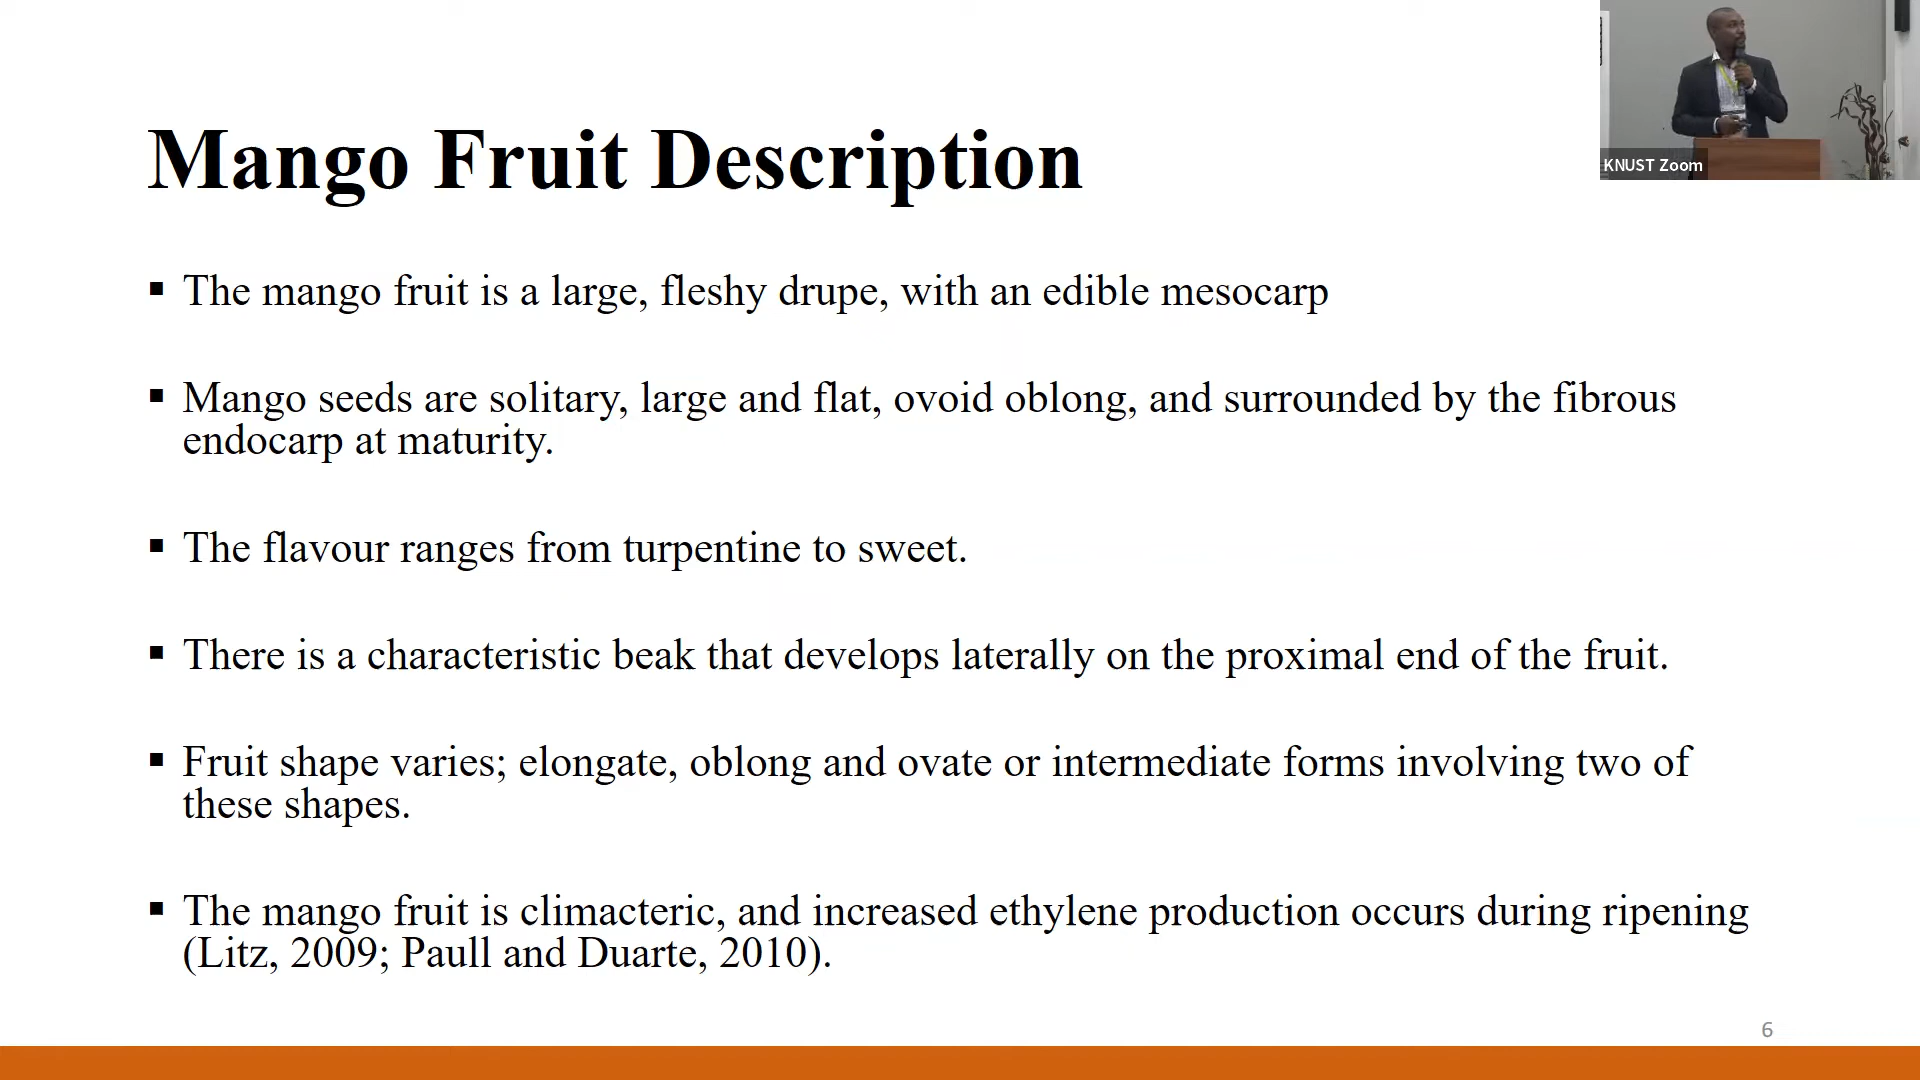 KNUST Zoom
Mango Fruit Description
▪ The mango fruit is a large, fleshy drupe, with an edible mesocarp
▪ Mango seeds are solitary, large and flat, ovoid oblong, and surrounded by the fibrous
endocarp at maturity.
▪ The flavour ranges from turpentine to sweet.
▪ There is a characteristic beak that develops laterally on the proximal end of the fruit.
▪ Fruit shape varies; elongate, oblong and ovate or intermediate forms involving two of
these shapes.
▪ The mango fruit is climacteric, and increased ethylene production occurs during ripening
(Litz, 2009; Paull and Duarte, 2010).
6